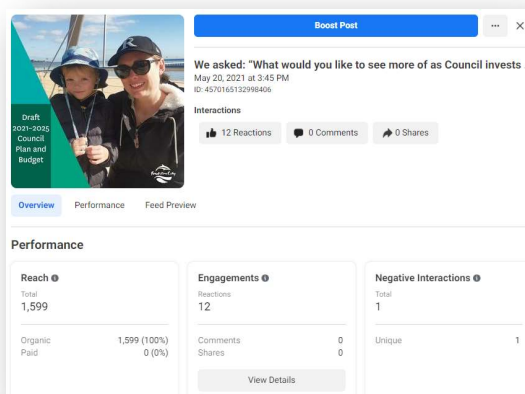 Boost Post
We asked: "What would you like to see more of as Council invests
May 20, 2021 at 3:45 PM
ID: 4570165132998406
Interactions
12 Reactions
0 Comments
0 Shares
Draft
2021-2025
Council
Plan and
Budget
Overview Performance Feed Preview
Performance
Reach
Total
1,599
Organic 1,599 (100%)
Paid 0 (0%)
Engagements
Reactions
12
Comments 0
Shares 0
View Details
Negative Interactions
Total
1
Unique 1